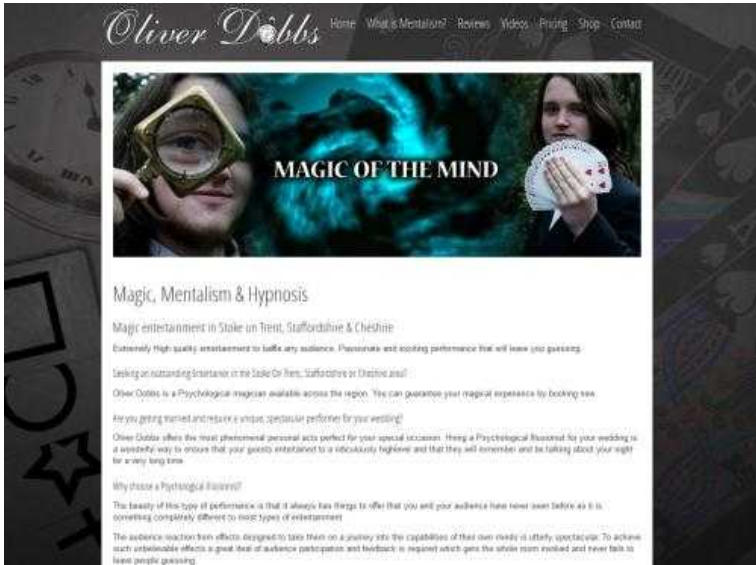 Oliver Dobbs
Home What is Mentalism? Reviews Videos Pricing Shop Contact
MAGIC OF THE MIND
Magic, Mentalism & Hypnosis
Magic entertainment in Stoke un Trent, Staffordshire & Cheshire
Extremely High quality entertainment to baffle any audience. Passionate and exciting performance that will leave you guessing.
Seeking an outstanding Entertainer in the Stoke On Trent, Staffordshire or Cheshire area?
Oliver Dobbs is a Psychological magician available across the region. You can guarantee your magical experience by booking now.
Are you getting married and require a unique, spectacular performer for your wedding?
Oliver Dobbs offers the most phenomenal personal acts perfect for your special occasion. Hiring a Psychological Illusionist for your wedding is
a wonderful way to ensure that your guests entertained to a ridiculously highlevel and that they will remember and be talking about your night
for a very long time.
Why choose a Psychological Illusionist?
The beauty of this type of performance is that it always has things to offer that you and your audience have never seen before as it is
something completely different to most types of entertainment
The audience reaction from effects designed to take them on a journey into the capabilities of their own minds is utterly spectacular. To achieve
such unbelievable effects a great deal of audience participation and feedback is required which gets the whole room involved and never fails to
leave people guessing